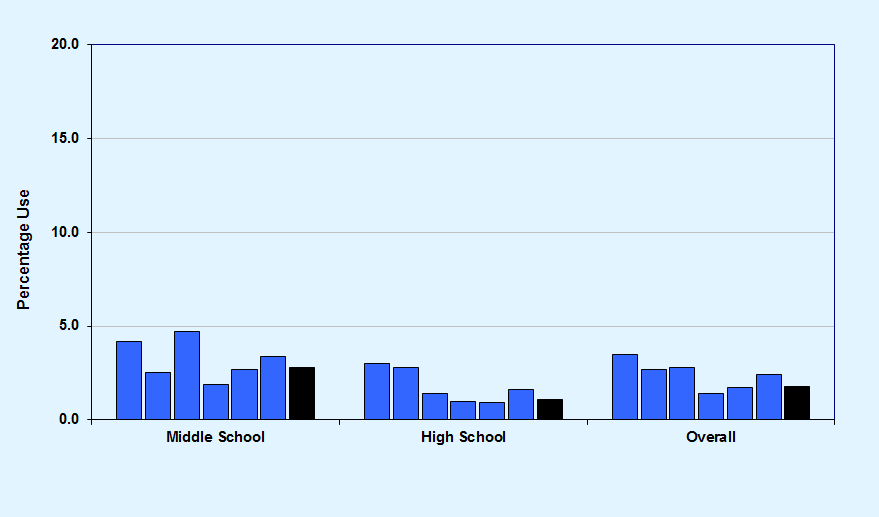 20.0
15.0
10.0
5.0
0.0
Percentage Use
Middle School
High School
Overall